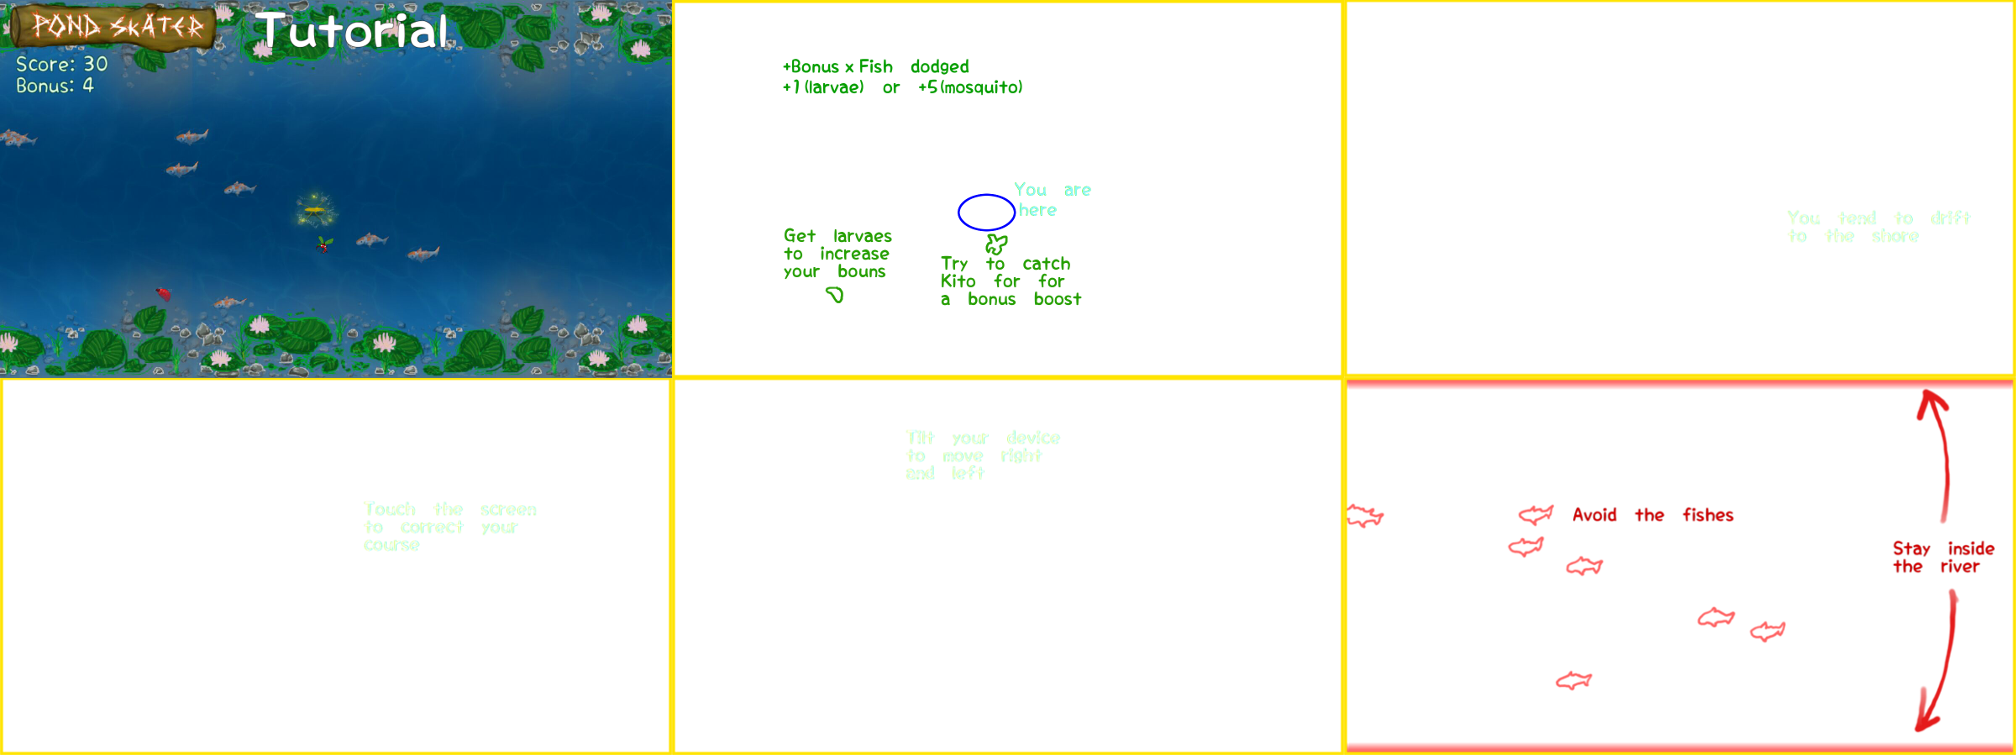 POND SKATER
Tutorial
Score: 30
Bonus: 4
+Bonus x Fish dodged
+1 (larvae) or +5 (mosquito)
You are
here
Get larvaes
to increase
your bouns
Try to catch
Kito for for
a bonus boost
You tend to drift
to the shore
Touch the screen
to correct your
course
Tilt your device
to move right
and left
Avoid the fishes
Stay inside
the river